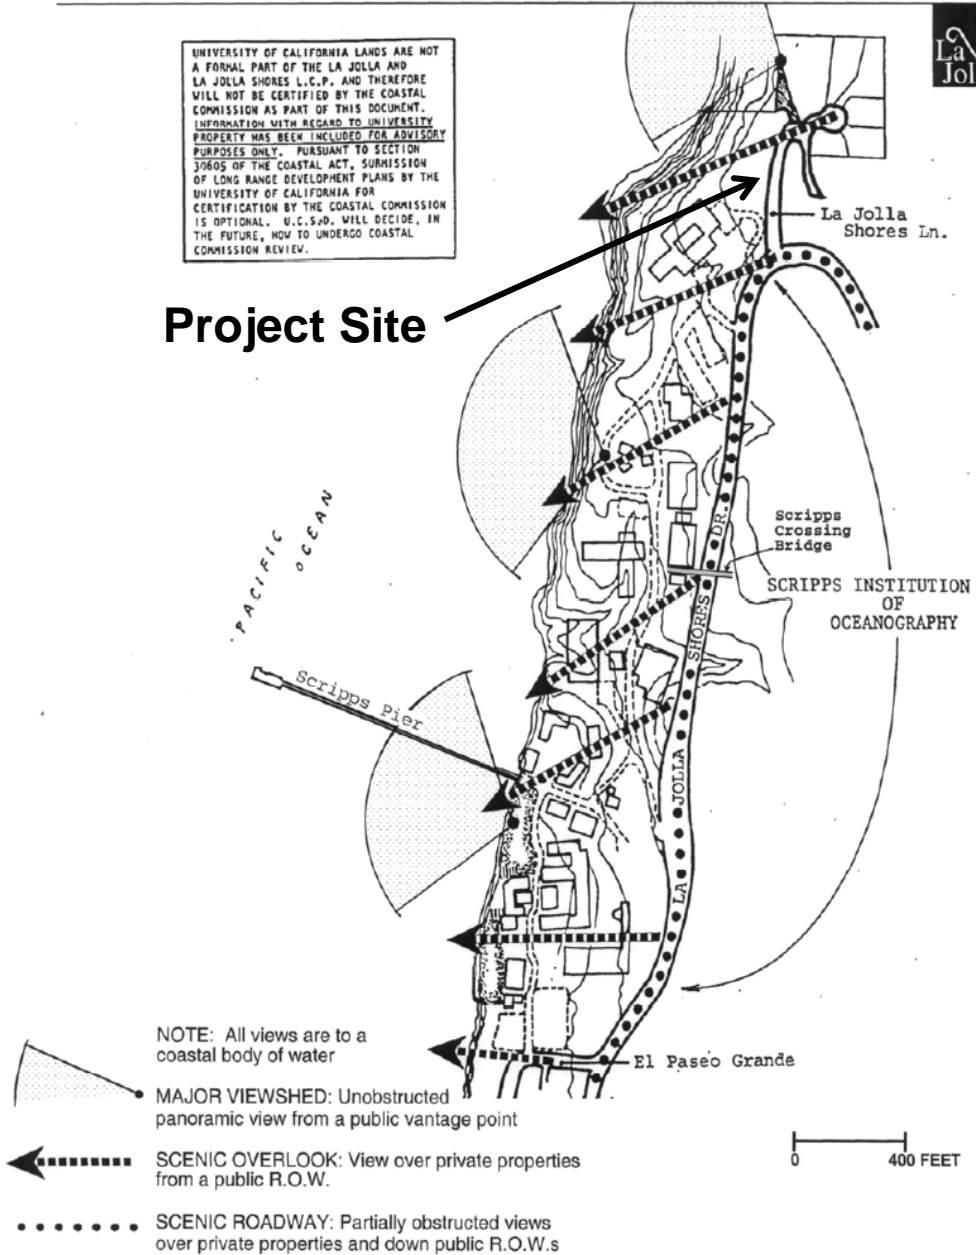 UNIVERSITY OF CALIFORNIA LANDS ARE NOT
A FORMAL PART OF THE LA JOLLA AND
LA JOLLA SHORES L.C.P. AND THEREFORE
WILL NOT BE CERTIFIED BY THE COASTAL
COMMISSION AS PART OF THIS DOCUMENT.
INFORMATION WITH REGARD TO UNIVERSITY
PROPERTY HAS BEEN INCLUDED FOR ADVISORY
PURPOSES ONLY. PURSUANT TO SECTION
30605 OF THE COASTAL ACT, SUBMISSION
OF LONG RANGE DEVELOPMENT PLANS BY THE
UNIVERSITY OF CALIFORNIA FOR
CERTIFICATION BY THE COASTAL COMMISSION
IS OPTIONAL. U.C.S.D. WILL DECIDE, IN
THE FUTURE, HOW TO UNDERGO COASTAL
COMMISSION REVIEW.
La
Jol
La Jolla
Shores Ln.
Project Site
PACIFIC
OCEAN
Scripps
Crossing
Bridge
SCRIPPS INSTITUTION
OF
OCEANOGRAPHY
LA JOLLA SHORES DR.
Scripps Pier
El Paseo Grande
NOTE: All views are to a
coastal body of water
MAJOR VIEWSHED: Unobstructed
panoramic view from a public vantage point
SCENIC OVERLOOK: View over private properties
from a public R.O.W.
SCENIC ROADWAY: Partially obstructed views
over private properties and down public R.O.W.s
0 400 FEET